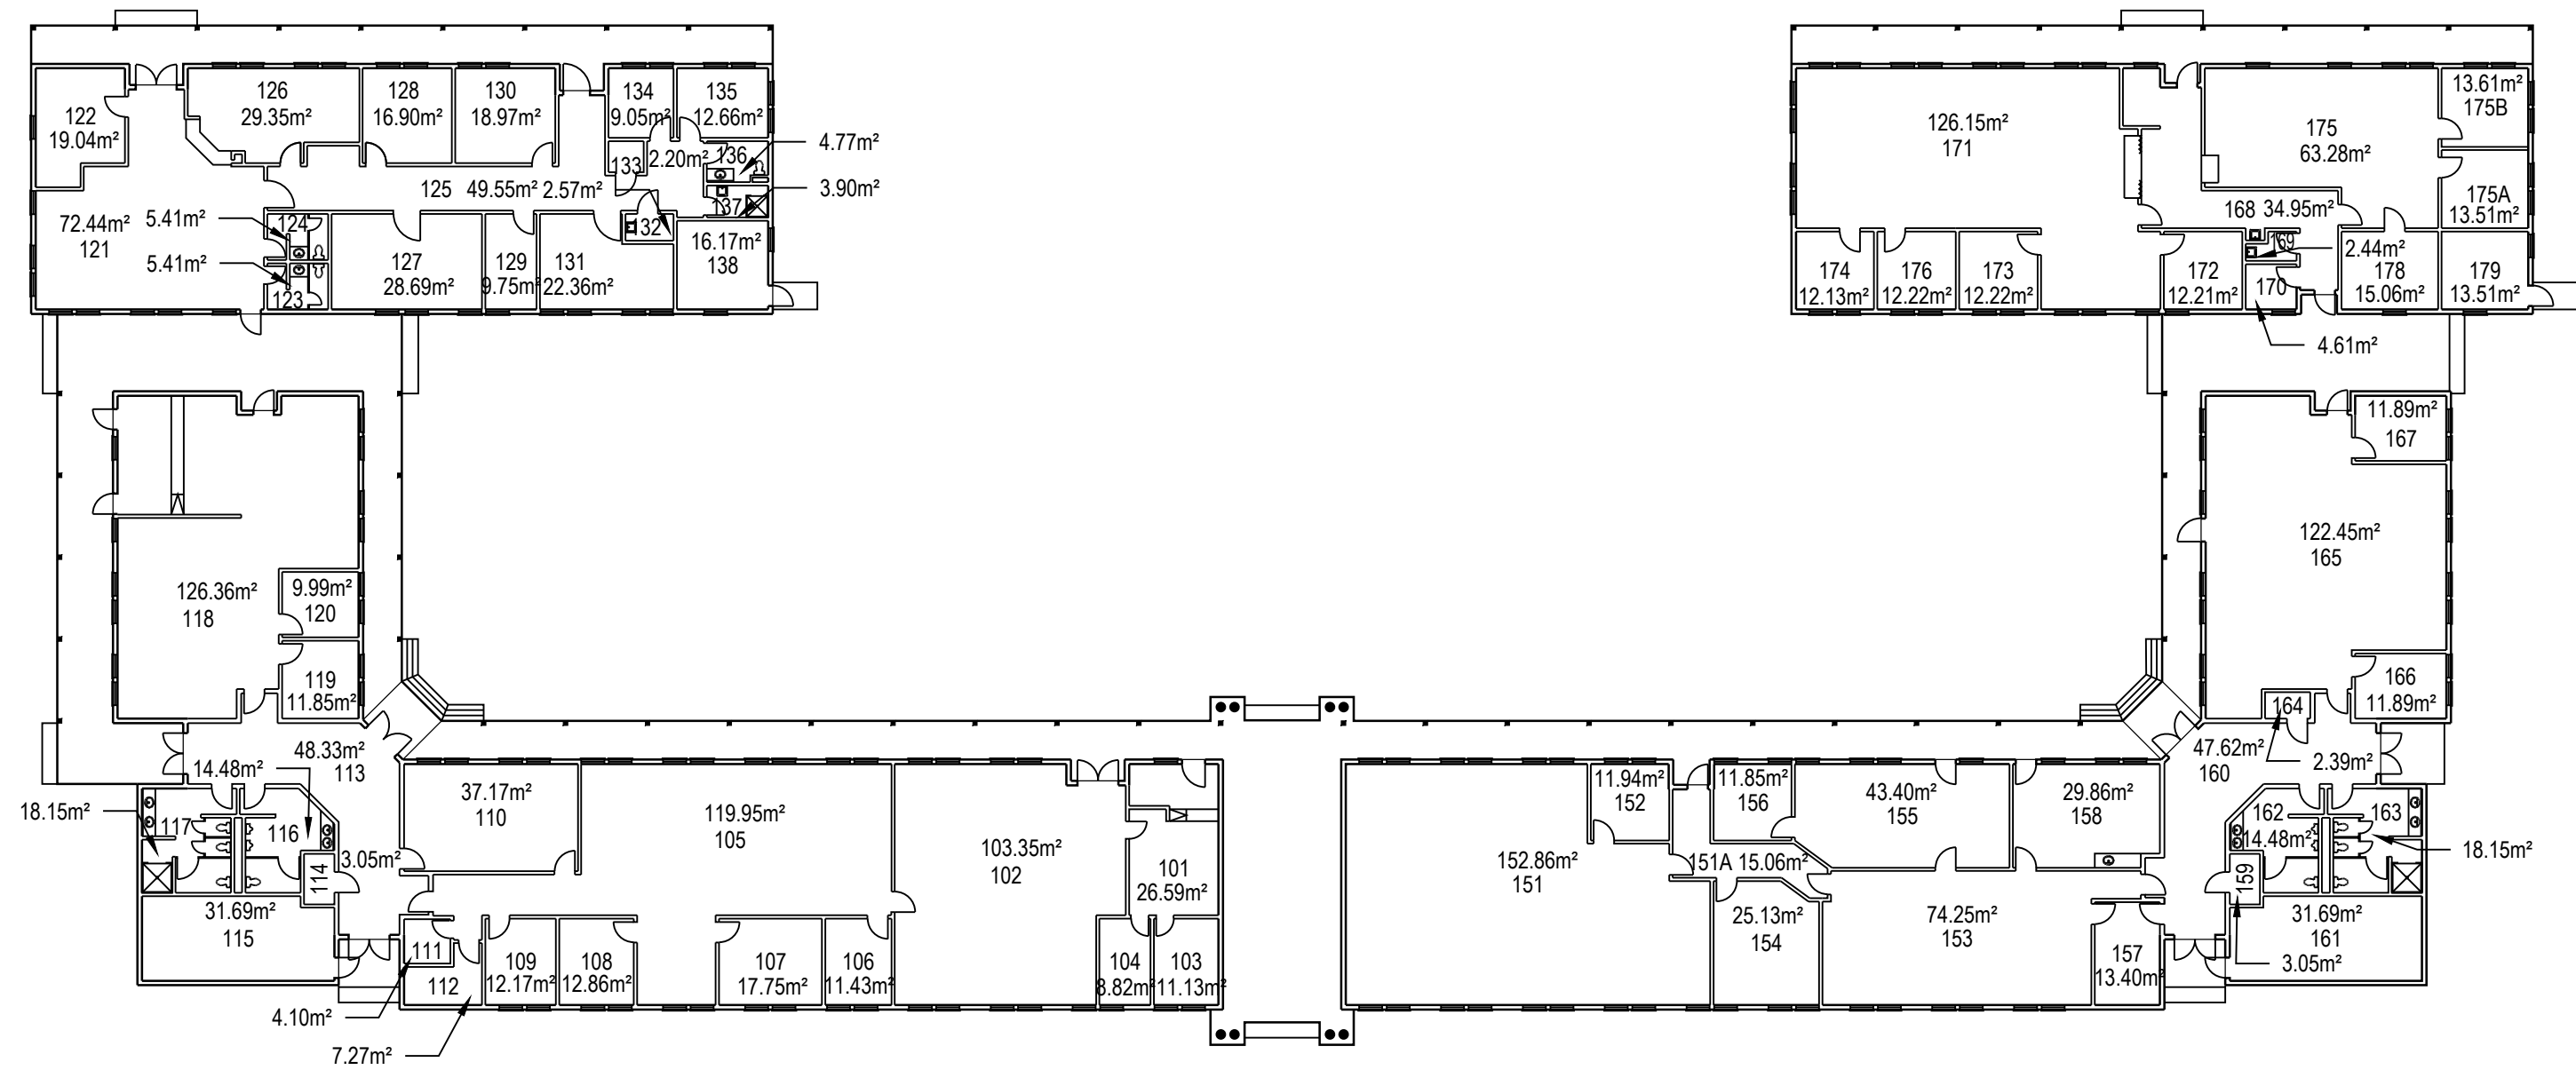 122
19.04m²
126
29.35m²
128
16.90m²
130
18.97m²
134
9.05m²
135
12.66m²
4.77m²
133
2.20m²
136
125 49.55m² 2.57m²
3.90m²
137
132
72.44m²
121
5.41m²
124
5.41m²
123
127
28.69m²
129
9.75m²
131
22.36m²
16.17m²
138
126.15m²
171
175
63.28m²
13.61m²
175B
175A
13.51m²
168 34.95m²
169
2.44m²
174
12.13m²
176
12.22m²
173
12.22m²
172
12.21m²
170
4.61m²
178
15.06m²
179
13.51m²
126.36m²
118
9.99m²
120
119
11.85m²
11.89m²
167
122.45m²
165
166
11.89m²
164
48.33m²
113
14.48m²
18.15m²
117
116
3.05m²
114
31.69m²
115
37.17m²
110
119.95m²
105
103.35m²
102
101
26.59m²
111
112
4.10m²
7.27m²
109
12.17m²
108
12.86m²
107
17.75m²
106
11.43m²
104
8.82m²
103
11.13m²
152.86m²
151
11.94m²
152
11.85m²
156
43.40m²
155
29.86m²
158
151A 15.06m²
25.13m²
154
74.25m²
153
157
13.40m²
47.62m²
160
2.39m²
162
14.48m²
163
18.15m²
159
31.69m²
161
3.05m²